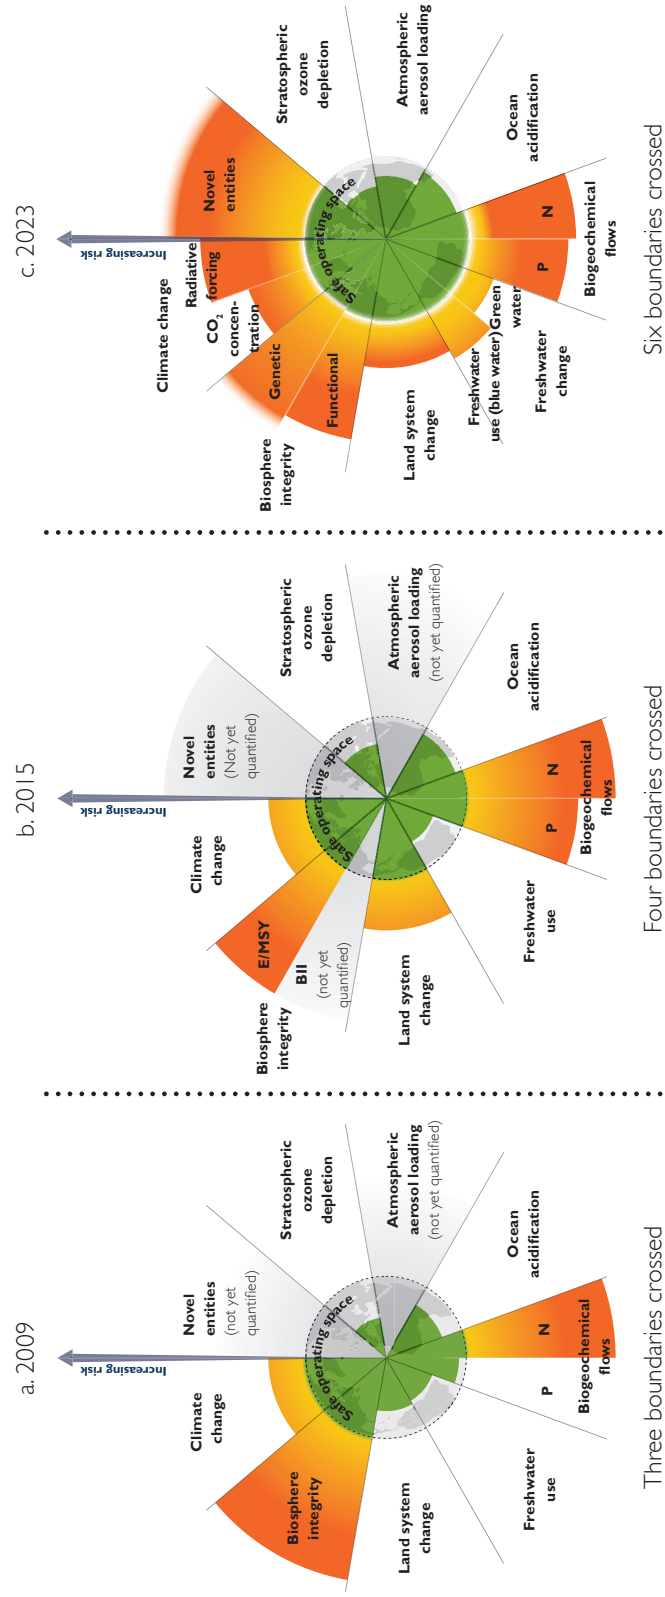 a. 2009
Increasing risk
Climate
change
Novel
entities
(not yet
quantified)
Stratospheric
ozone
depletion
Atmospheric
aerosol loading
(not yet quantified)
Ocean
acidification
Biogeochemical
flows
N
P
Freshwater
use
Land system
change
Biosphere
integrity
Safe operating space
Three boundaries crossed
b. 2015
Increasing risk
Climate
change
Novel
entities
(Not yet
quantified)
Stratospheric
ozone
depletion
Atmospheric
aerosol loading
(not yet quantified)
Ocean
acidification
Biogeochemical
flows
N
P
Freshwater
use
Land system
change
Biosphere
integrity
E/MSY
BII
(not yet
quantified)
Safe operating space
Four boundaries crossed
c. 2023
Increasing risk
Climate change
Radiative
forcing
CO₂
concen-
tration
Novel
entities
Stratospheric
ozone
depletion
Atmospheric
aerosol loading
Ocean
acidification
Biogeochemical
flows
N
P
Freshwater
change
Green
water
Freshwater
use (blue water)
Land system
change
Biosphere
integrity
Genetic
Functional
Safe operating space
Six boundaries crossed